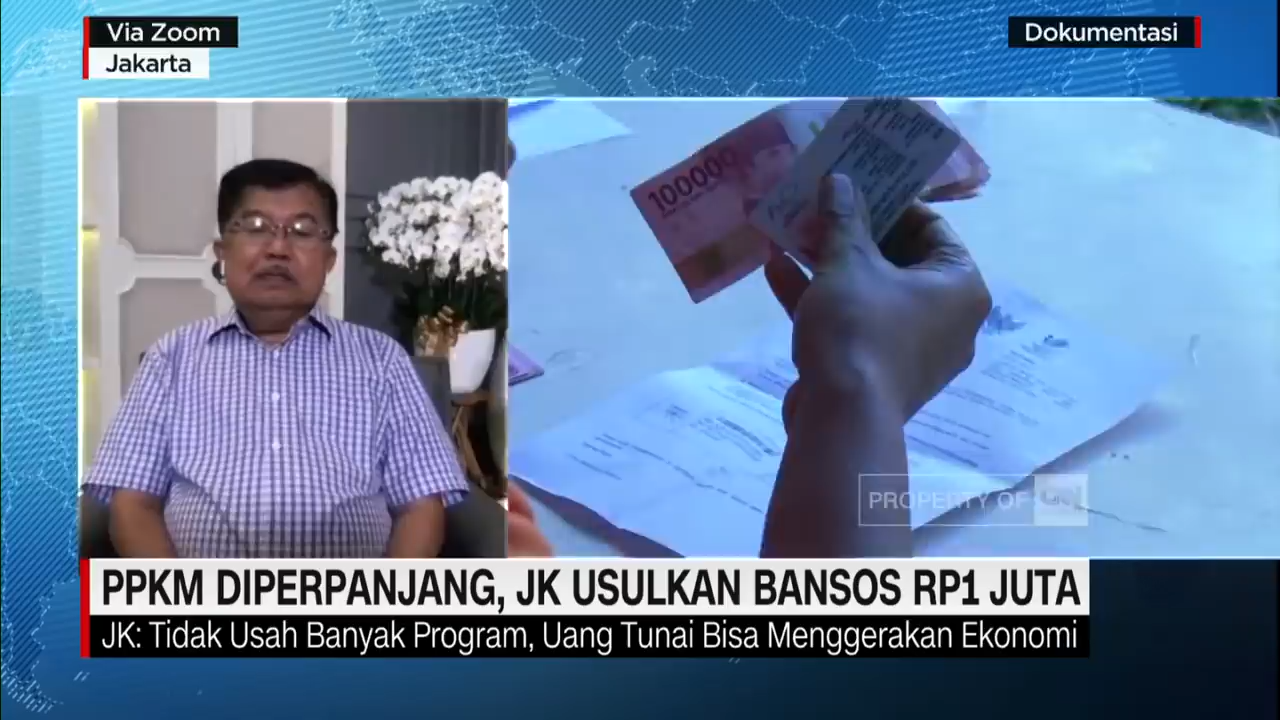 Via Zoom
Jakarta
Dokumentasi
100000
PROPERTY OF CNN
PPKM DIPERPANJANG, JK USULKAN BANSOS RP1 JUTA
JK: Tidak Usah Banyak Program, Uang Tunai Bisa Menggerakan Ekonomi